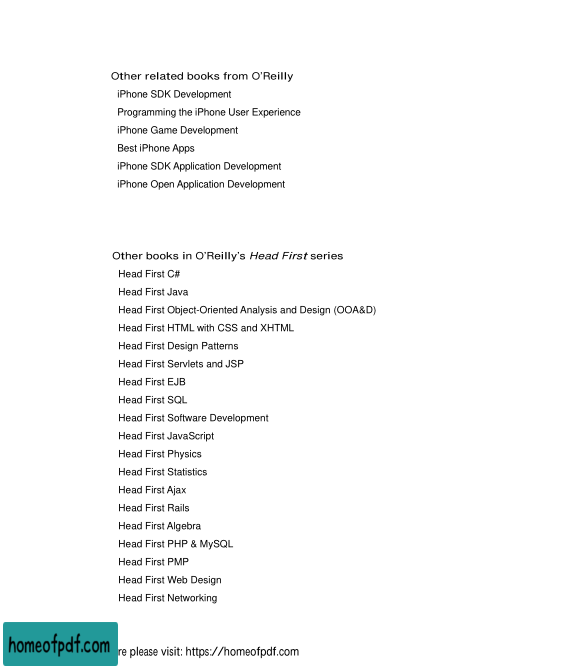 Other related books from O'Reilly
iPhone SDK Development
Programming the iPhone User Experience
iPhone Game Development
Best iPhone Apps
iPhone SDK Application Development
iPhone Open Application Development
Other books in O'Reilly's Head First series
Head First C#
Head First Java
Head First Object-Oriented Analysis and Design (OOA&D)
Head First HTML with CSS and XHTML
Head First Design Patterns
Head First Servlets and JSP
Head First EJB
Head First SQL
Head First Software Development
Head First JavaScript
Head First Physics
Head First Statistics
Head First Ajax
Head First Rails
Head First Algebra
Head First PHP & MySQL
Head First PMP
Head First Web Design
Head First Networking
homeofpdf.com
re please visit: https://homeofpdf.com